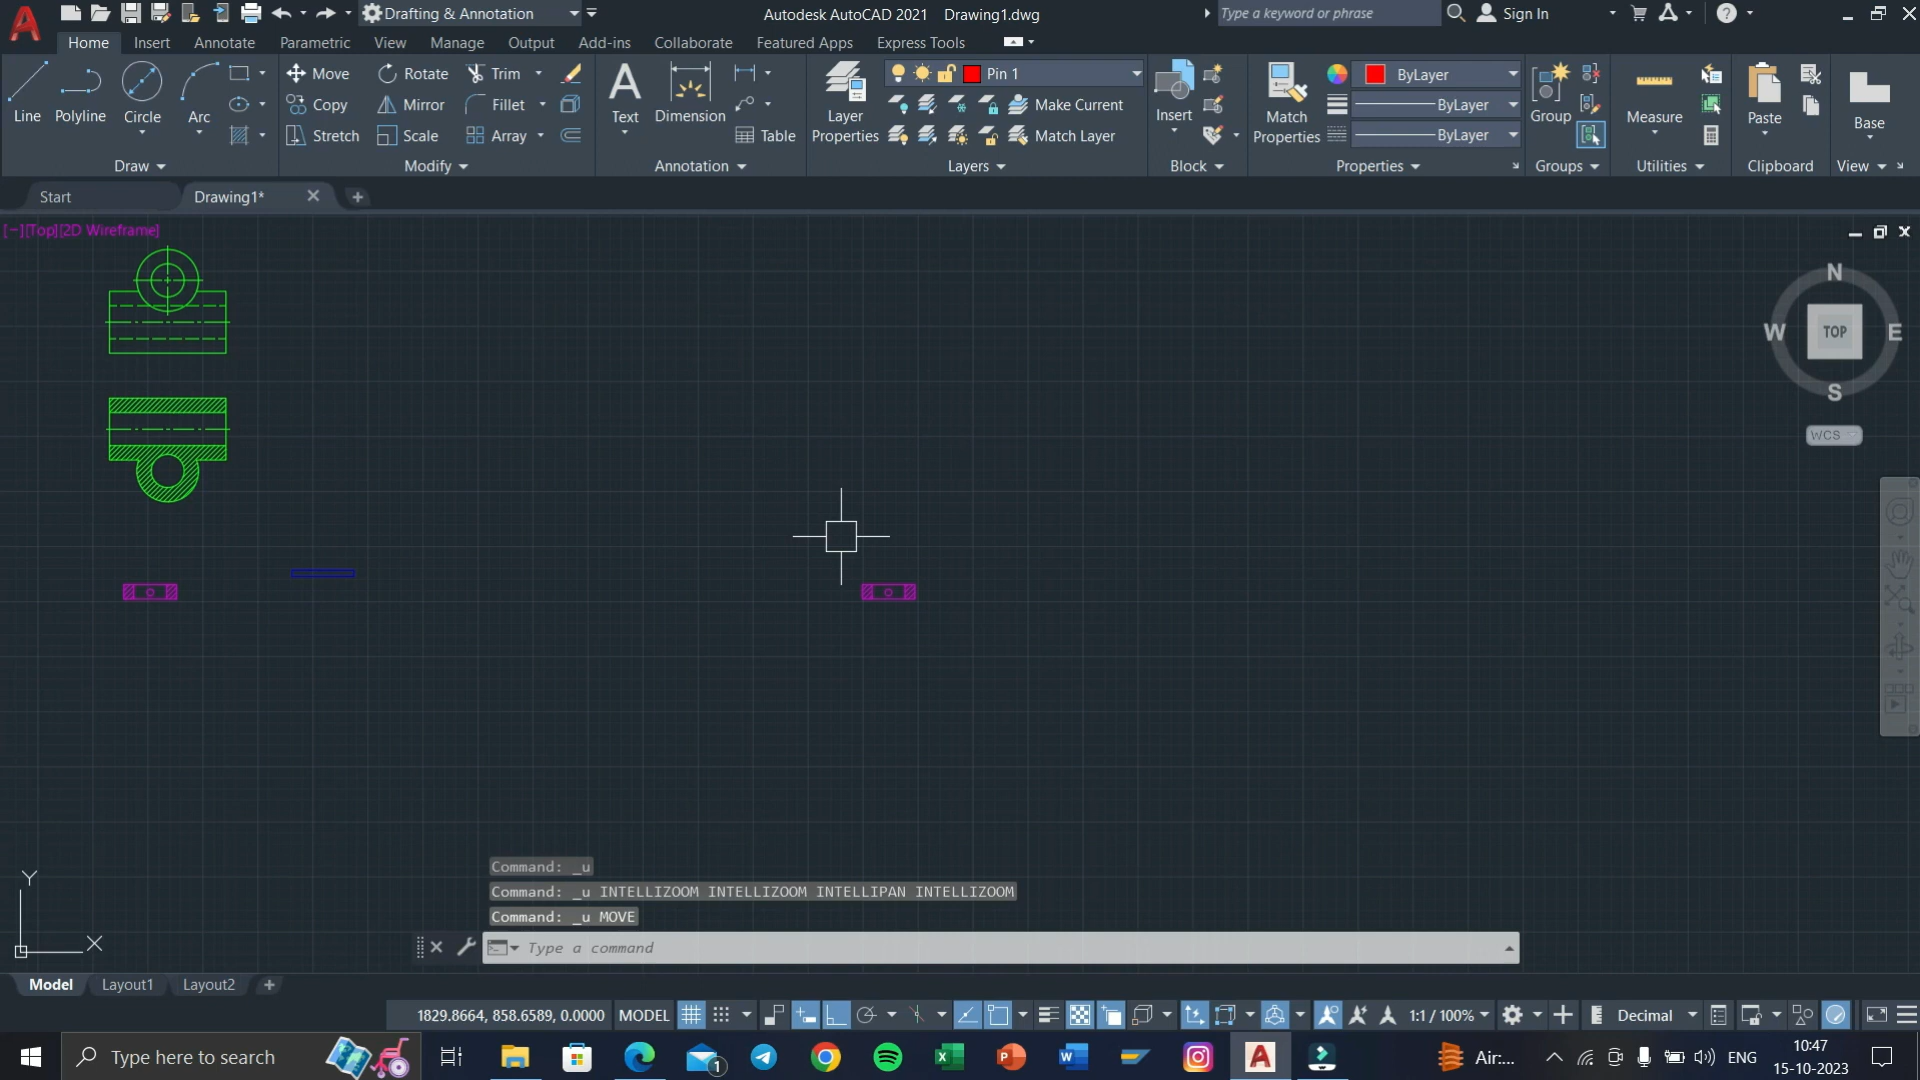 Drafting & Annotation
Autodesk AutoCAD 2021 Drawing1.dwg
Type a keyword or phrase
Sign In
Home Insert Annotate Parametric View Manage Output Add-ins Collaborate Featured Apps Express Tools
Line Polyline Circle Arc
Move Rotate Trim
Copy Mirror Fillet
Stretch Scale Array
Text Dimension Table
Layer Properties
Pin 1
Make Current
Match Layer
Insert
Match Properties
ByLayer
ByLayer
ByLayer
Group
Measure
Paste
Base
Draw Modify Annotation Layers Block Properties Groups Utilities Clipboard View
Start Drawing1*
[−][Top][2D Wireframe]
N
W TOP E
S
WCS
Y
X
Command: _u
Command: _u INTELLIZOOM INTELLIZOOM INTELLIPAN INTELLIZOOM
Command: _u MOVE
Type a command
Model Layout1 Layout2
1829.8664, 858.6589, 0.0000 MODEL 1:1 / 100% Decimal
Type here to search
1
Air:...
ENG
10:47
15-10-2023